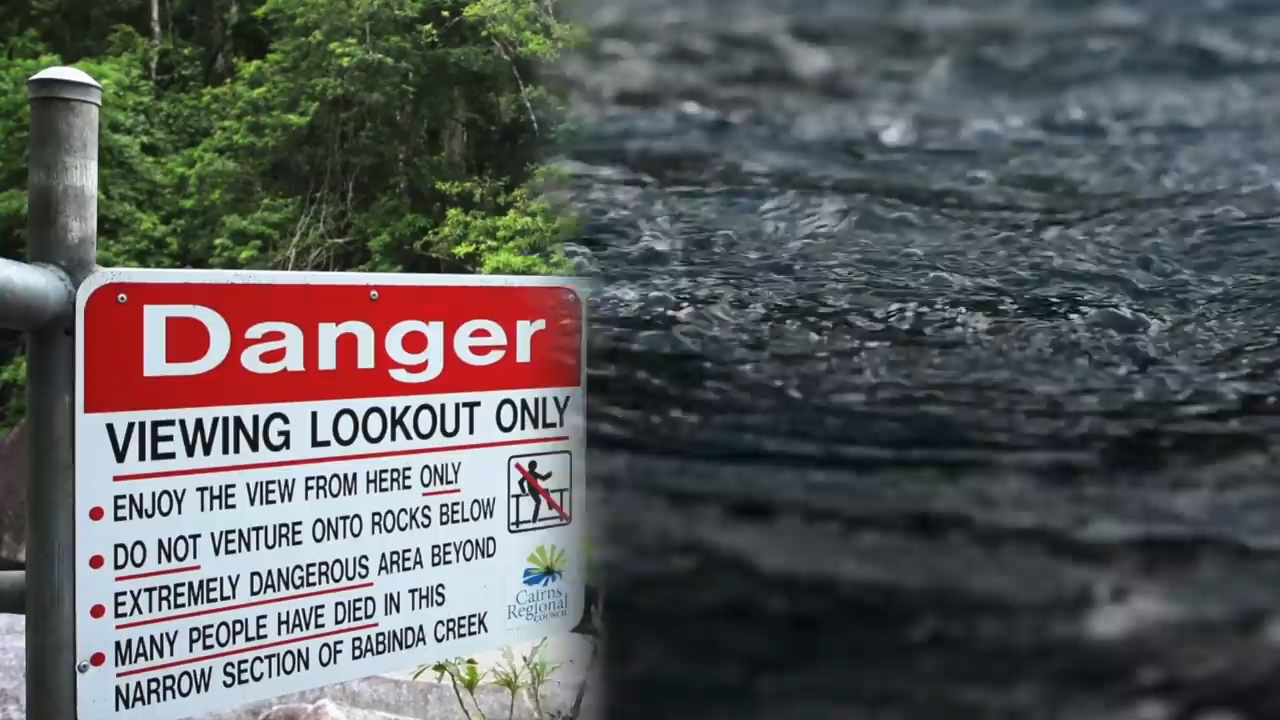 Danger
VIEWING LOOKOUT ONLY
ENJOY THE VIEW FROM HERE ONLY
DO NOT VENTURE ONTO ROCKS BELOW
EXTREMELY DANGEROUS AREA BEYOND
MANY PEOPLE HAVE DIED IN THIS
NARROW SECTION OF BABINDA CREEK
Cairns
Regional
COUNCIL